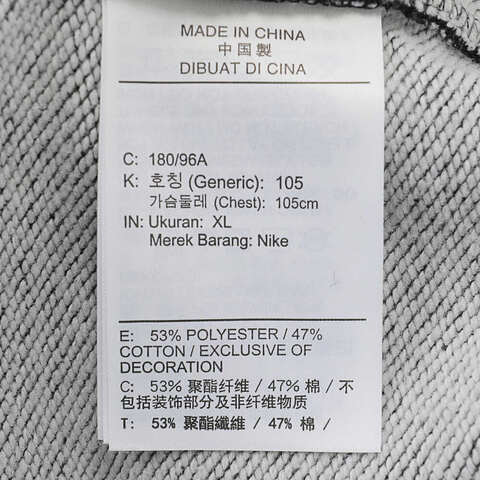 MADE IN CHINA
中国製
DIBUAT DI CINA
C: 180/96A
K: 호칭 (Generic): 105
가슴둘레 (Chest): 105cm
IN: Ukuran: XL
Merek Barang: Nike
E: 53% POLYESTER / 47%
COTTON / EXCLUSIVE OF
DECORATION
C: 53% 聚酯纤维 / 47% 棉 / 不
包括装饰部分及非纤维物质
T: 53% 聚酯纖維 / 47% 棉 /